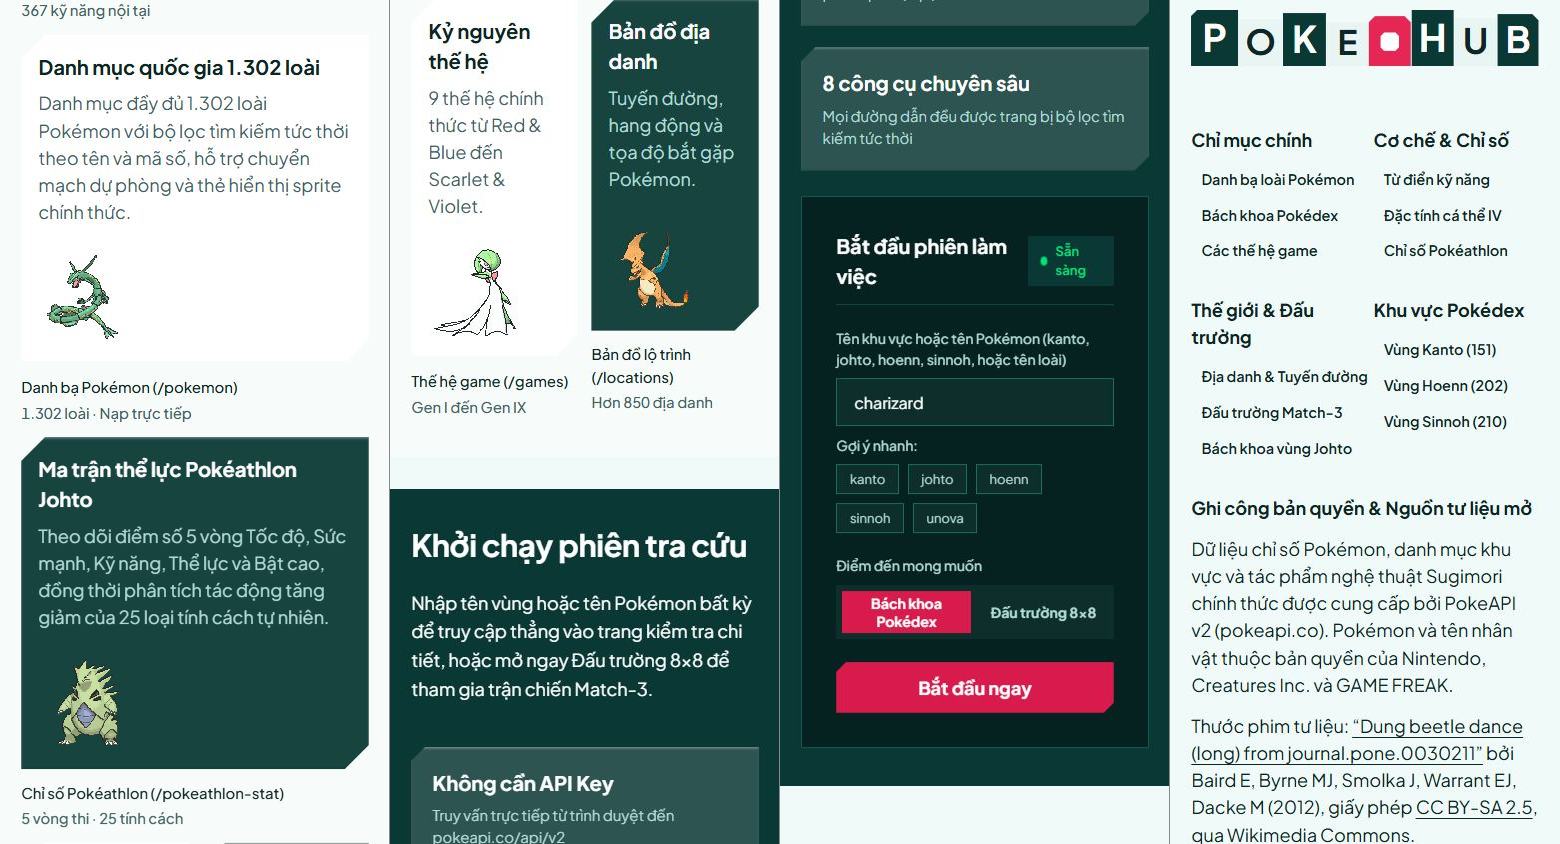 367 kỹ năng nội tại
Danh mục quốc gia 1.302 loài
Danh mục đầy đủ 1.302 loài
Pokémon với bộ lọc tìm kiếm tức thời
theo tên và mã số, hỗ trợ chuyển
mạch dự phòng và thẻ hiển thị sprite
chính thức.
Danh bạ Pokémon (/pokemon)
1.302 loài · Nạp trực tiếp
Ma trận thể lực Pokéathlon
Johto
Theo dõi điểm số 5 vòng Tốc độ, Sức
mạnh, Kỹ năng, Thể lực và Bật cao,
đồng thời phân tích tác động tăng
giảm của 25 loại tính cách tự nhiên.
Chỉ số Pokéathlon (/pokeathlon-stat)
5 vòng thi · 25 tính cách
Kỷ nguyên
thế hệ
9 thế hệ chính
thức từ Red &
Blue đến
Scarlet &
Violet.
Thế hệ game (/games)
Gen I đến Gen IX
Bản đồ địa
danh
Tuyến đường,
hang động và
tọa độ bắt gặp
Pokémon.
Bản đồ lộ trình
(/locations)
Hơn 850 địa danh
Khởi chạy phiên tra cứu
Nhập tên vùng hoặc tên Pokémon bất kỳ
để truy cập thẳng vào trang kiểm tra chi
tiết, hoặc mở ngay Đấu trường 8×8 để
tham gia trận chiến Match-3.
Không cần API Key
Truy vấn trực tiếp từ trình duyệt đến
pokeapi.co/api/v2
8 công cụ chuyên sâu
Mọi đường dẫn đều được trang bị bộ lọc tìm
kiếm tức thời
Bắt đầu phiên làm
việc
Sẵn
sàng
Tên khu vực hoặc tên Pokémon (kanto,
johto, hoenn, sinnoh, hoặc tên loài)
charizard
Gợi ý nhanh:
kanto
johto
hoenn
sinnoh
unova
Điểm đến mong muốn
Bách khoa
Pokédex
Đấu trường 8×8
Bắt đầu ngay
POKE HUB
Chỉ mục chính
Danh bạ loài Pokémon
Bách khoa Pokédex
Các thế hệ game
Cơ chế & Chỉ số
Từ điển kỹ năng
Đặc tính cá thể IV
Chỉ số Pokéathlon
Thế giới & Đấu
trường
Địa danh & Tuyến đường
Đấu trường Match-3
Bách khoa vùng Johto
Khu vực Pokédex
Vùng Kanto (151)
Vùng Hoenn (202)
Vùng Sinnoh (210)
Ghi công bản quyền & Nguồn tư liệu mở
Dữ liệu chỉ số Pokémon, danh mục khu
vực và tác phẩm nghệ thuật Sugimori
chính thức được cung cấp bởi PokeAPI
v2 (pokeapi.co). Pokémon và tên nhân
vật thuộc bản quyền của Nintendo,
Creatures Inc. và GAME FREAK.
Thước phim tư liệu: “Dung beetle dance
(long) from journal.pone.0030211” bởi
Baird E, Byrne MJ, Smolka J, Warrant EJ,
Dacke M (2012), giấy phép CC BY-SA 2.5,
qua Wikimedia Commons.